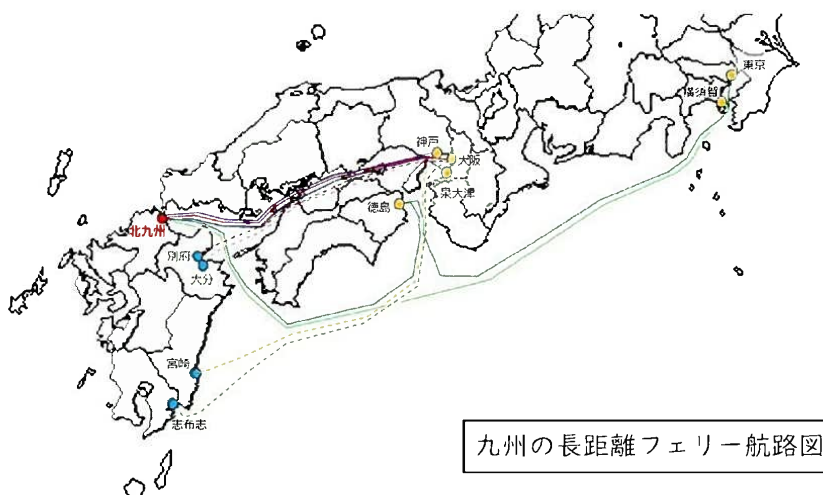 東京
横須賀
神戸
大阪
泉大津
徳島
北九州
別府
大分
宮崎
志布志
九州の長距離フェリー航路図